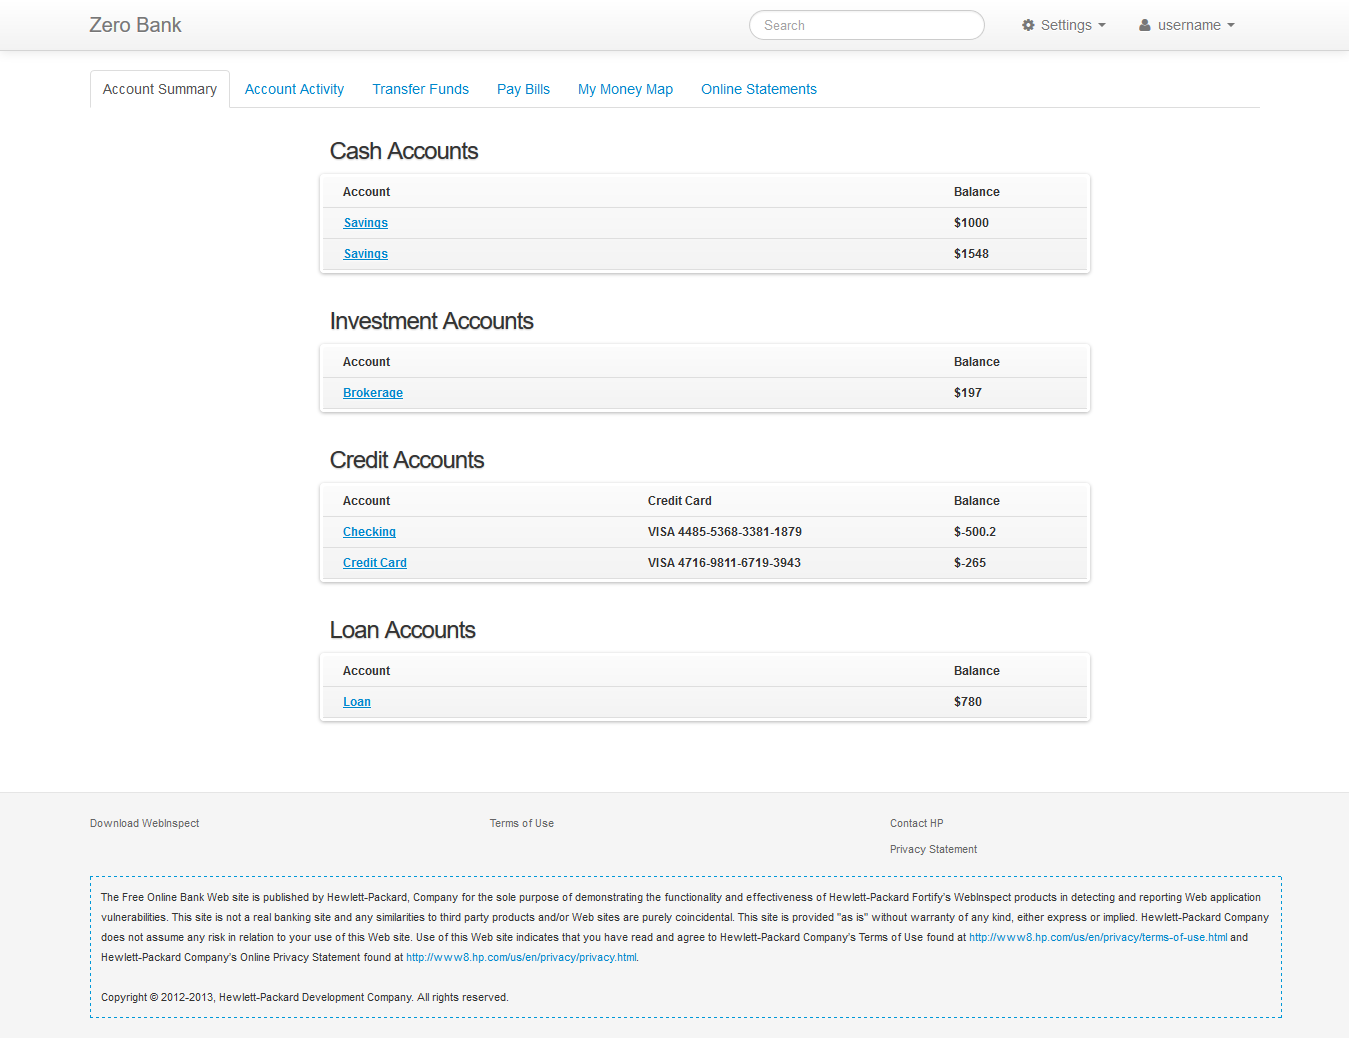 Zero Bank
Search
Settings
username
Account Summary
Account Activity
Transfer Funds
Pay Bills
My Money Map
Online Statements
Cash Accounts
Account Balance
Savings $1000
Savings $1548
Investment Accounts
Account Balance
Brokerage $197
Credit Accounts
Account Credit Card Balance
Checking VISA 4485-5368-3381-1879 $-500.2
Credit Card VISA 4716-9811-6719-3943 $-265
Loan Accounts
Account Balance
Loan $780
Download WebInspect
Terms of Use
Contact HP
Privacy Statement
The Free Online Bank Web site is published by Hewlett-Packard, Company for the sole purpose of demonstrating the functionality and effectiveness of Hewlett-Packard Fortify's WebInspect products in detecting and reporting Web application
vulnerabilities. This site is not a real banking site and any similarities to third party products and/or Web sites are purely coincidental. This site is provided "as is" without warranty of any kind, either express or implied. Hewlett-Packard Company
does not assume any risk in relation to your use of this Web site. Use of this Web site indicates that you have read and agree to Hewlett-Packard Company's Terms of Use found at http://www8.hp.com/us/en/privacy/terms-of-use.html and
Hewlett-Packard Company's Online Privacy Statement found at http://www8.hp.com/us/en/privacy/privacy.html.
Copyright © 2012-2013, Hewlett-Packard Development Company. All rights reserved.